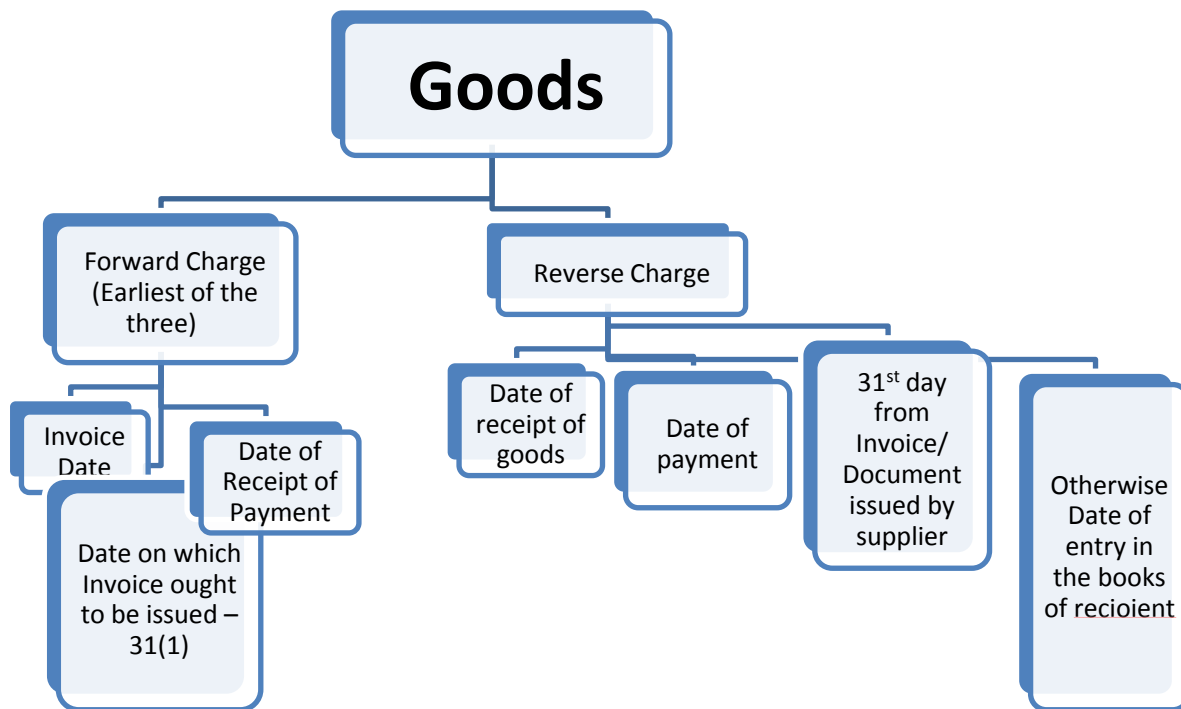 Goods
Forward Charge
(Earliest of the
three)
Reverse Charge
Invoice
Date
Date of
Receipt of
Payment
Date on which
Invoice ought
to be issued –
31(1)
Date of
receipt of
goods
Date of
payment
31st day
from
Invoice/
Document
issued by
supplier
Otherwise
Date of
entry in
the books
of recioient